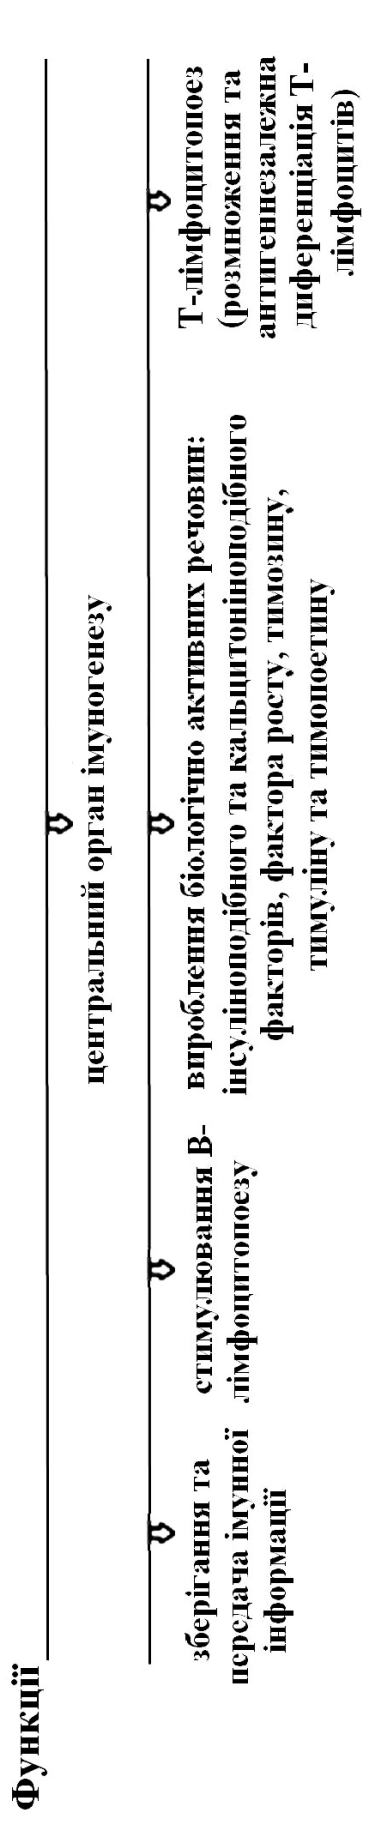 Функції
центральний орган імуногенезу
зберігання та
передача імунної
інформації
стимулювання В-
лімфоцитопоезу
вироблення біологічно активних речовин:
інсуліноподібного та кальцитоніноподібного
факторів, фактора росту, тимозину,
тимуліну та тимопоетину
Т-лімфоцитопоез
(розмноження та
антигеннезалежна
диференціація Т-
лімфоцитів)